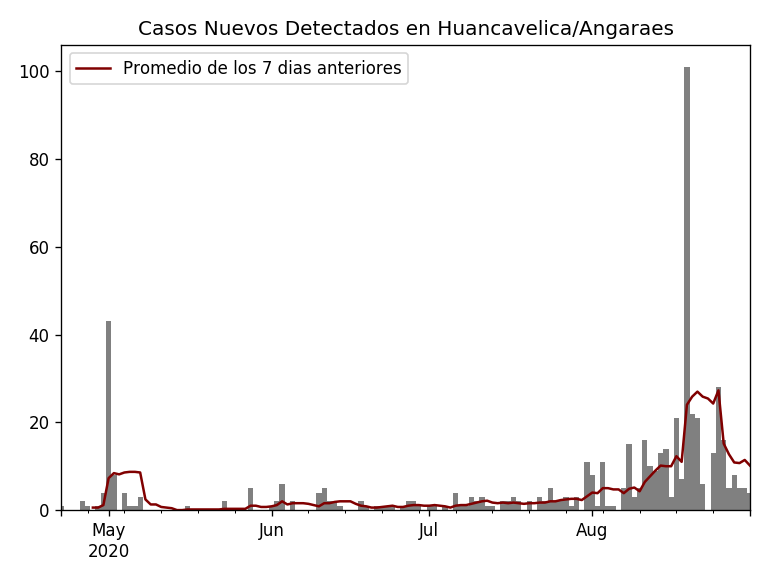 Casos Nuevos Detectados en Huancavelica/Angaraes
Promedio de los 7 dias anteriores
100
80
60
40
20
0
May Jun Jul Aug
2020